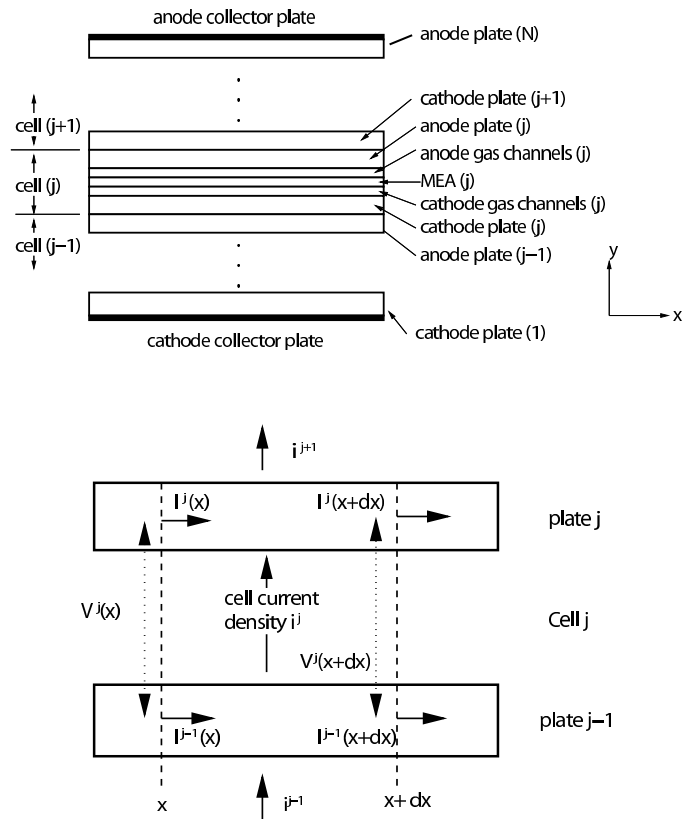 anode collector plate
anode plate (N)
cathode plate (j+1)
anode plate (j)
anode gas channels (j)
MEA (j)
cathode gas channels (j)
cathode plate (j)
anode plate (j−1)
cell (j+1)
cell (j)
cell (j−1)
cathode plate (1)
cathode collector plate
y
x
i^{j+1}
I^j(x)
I^j(x+dx)
plate j
V^j(x)
cell current
density i^j
Cell j
V^j(x+dx)
plate j−1
I^{j−1}(x)
I^{j−1}(x+dx)
x
i^{j−1}
x+ dx